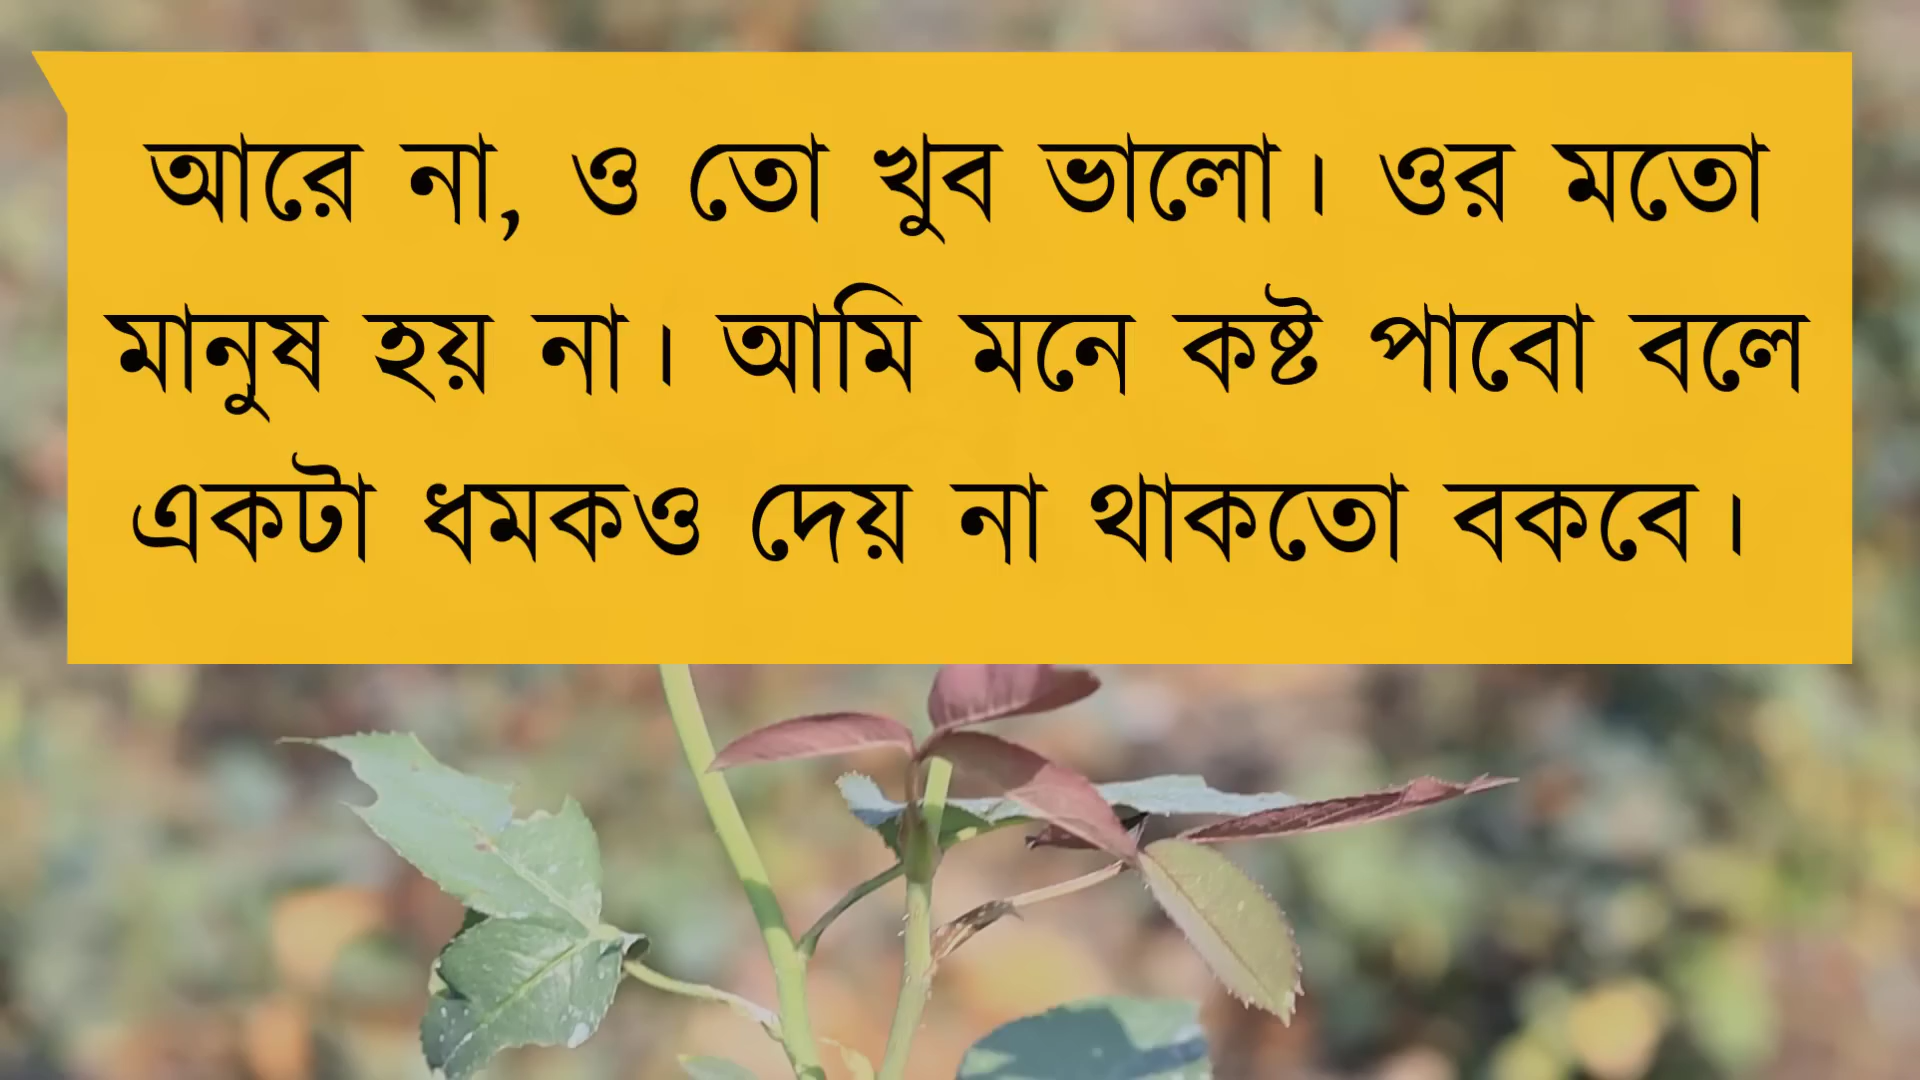 আরে না, ও তো খুব ভালো। ওর মতো
মানুষ হয় না। আমি মনে কষ্ট পাবো বলে
একটা ধমকও দেয় না থাকতো বকবে।